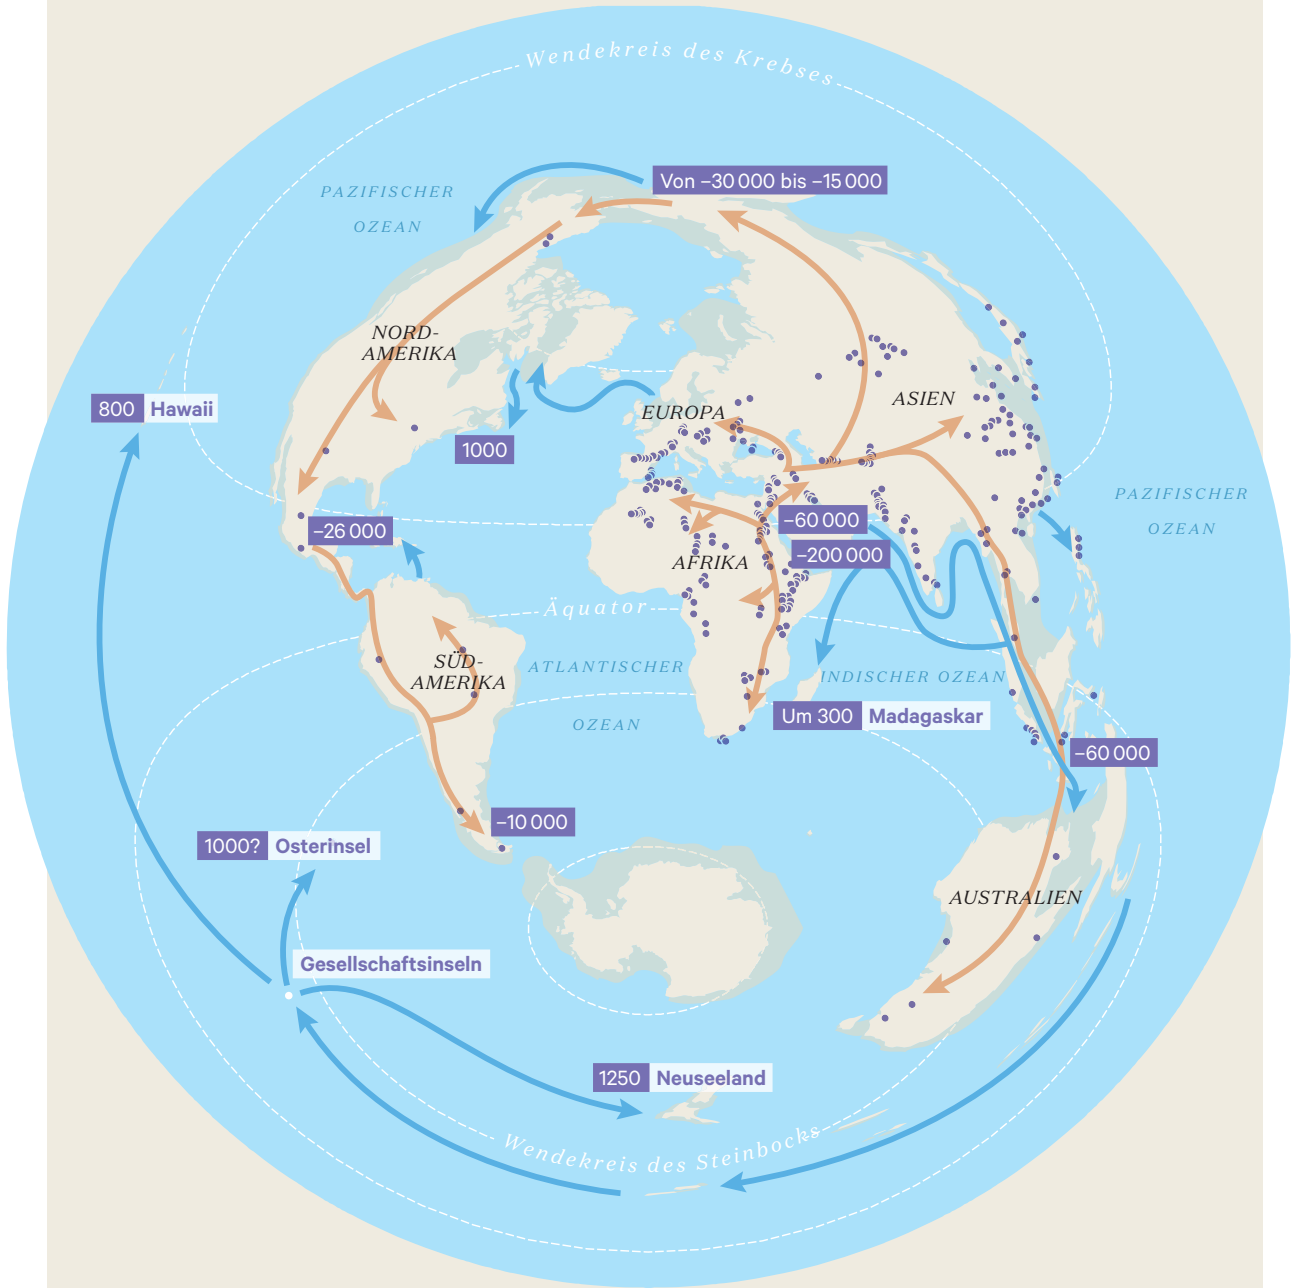 Wendekreis des Krebses
Von –30 000 bis –15 000
PAZIFISCHER
OZEAN
NORD-
AMERIKA
800 Hawaii
EUROPA
ASIEN
1000
PAZIFISCHER
OZEAN
–26 000
–60 000
–200 000
AFRIKA
Äquator
SÜD-
AMERIKA
ATLANTISCHER
OZEAN
INDISCHER OZEAN
Um 300 Madagaskar
–60 000
–10 000
1000? Osterinsel
AUSTRALIEN
Gesellschaftsinseln
1250 Neuseeland
Wendekreis des Steinbocks